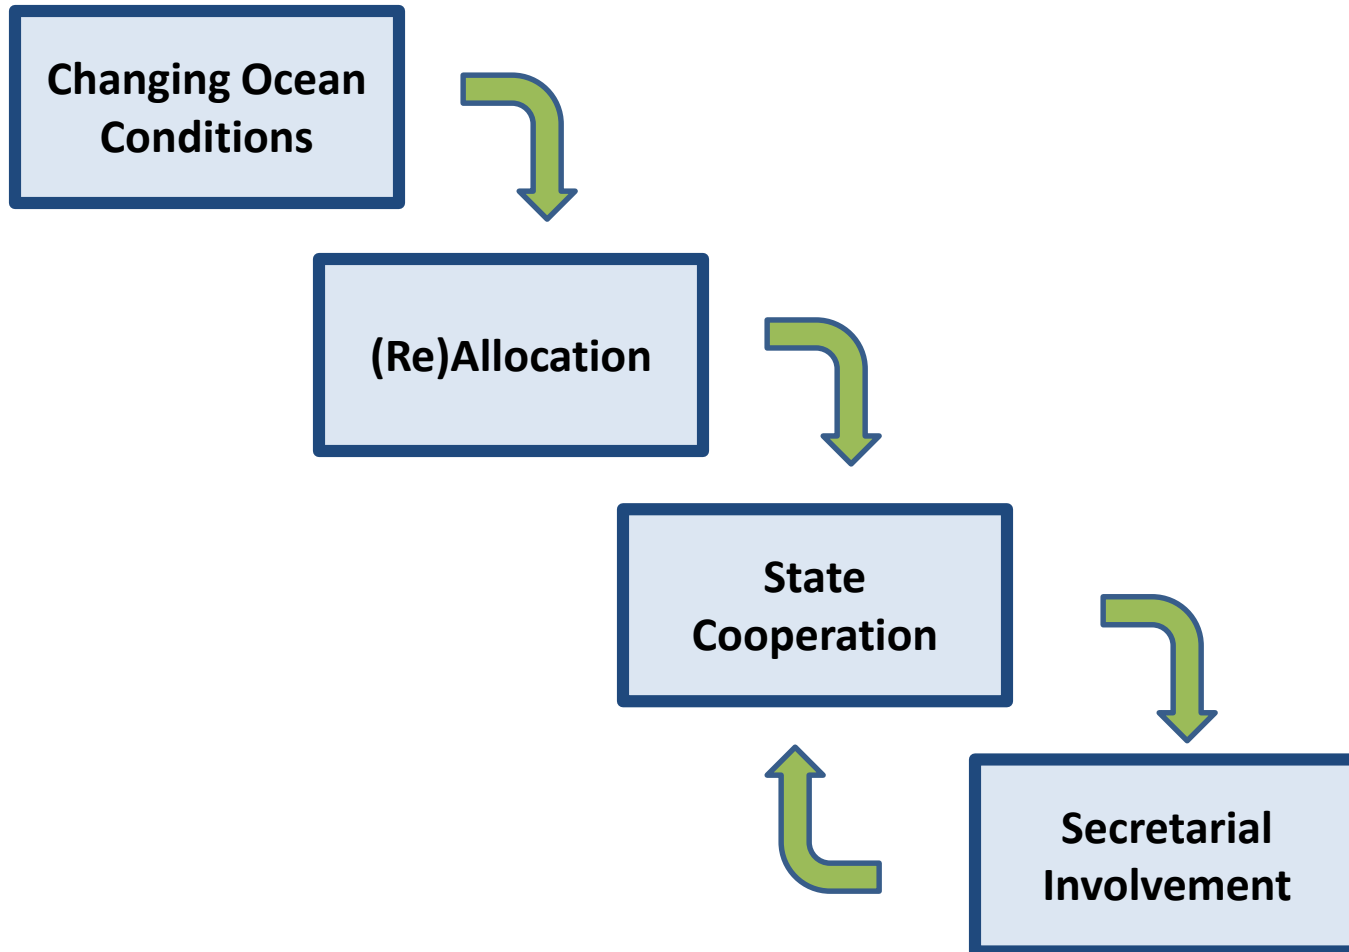 Changing Ocean
Conditions
(Re)Allocation
State
Cooperation
Secretarial
Involvement